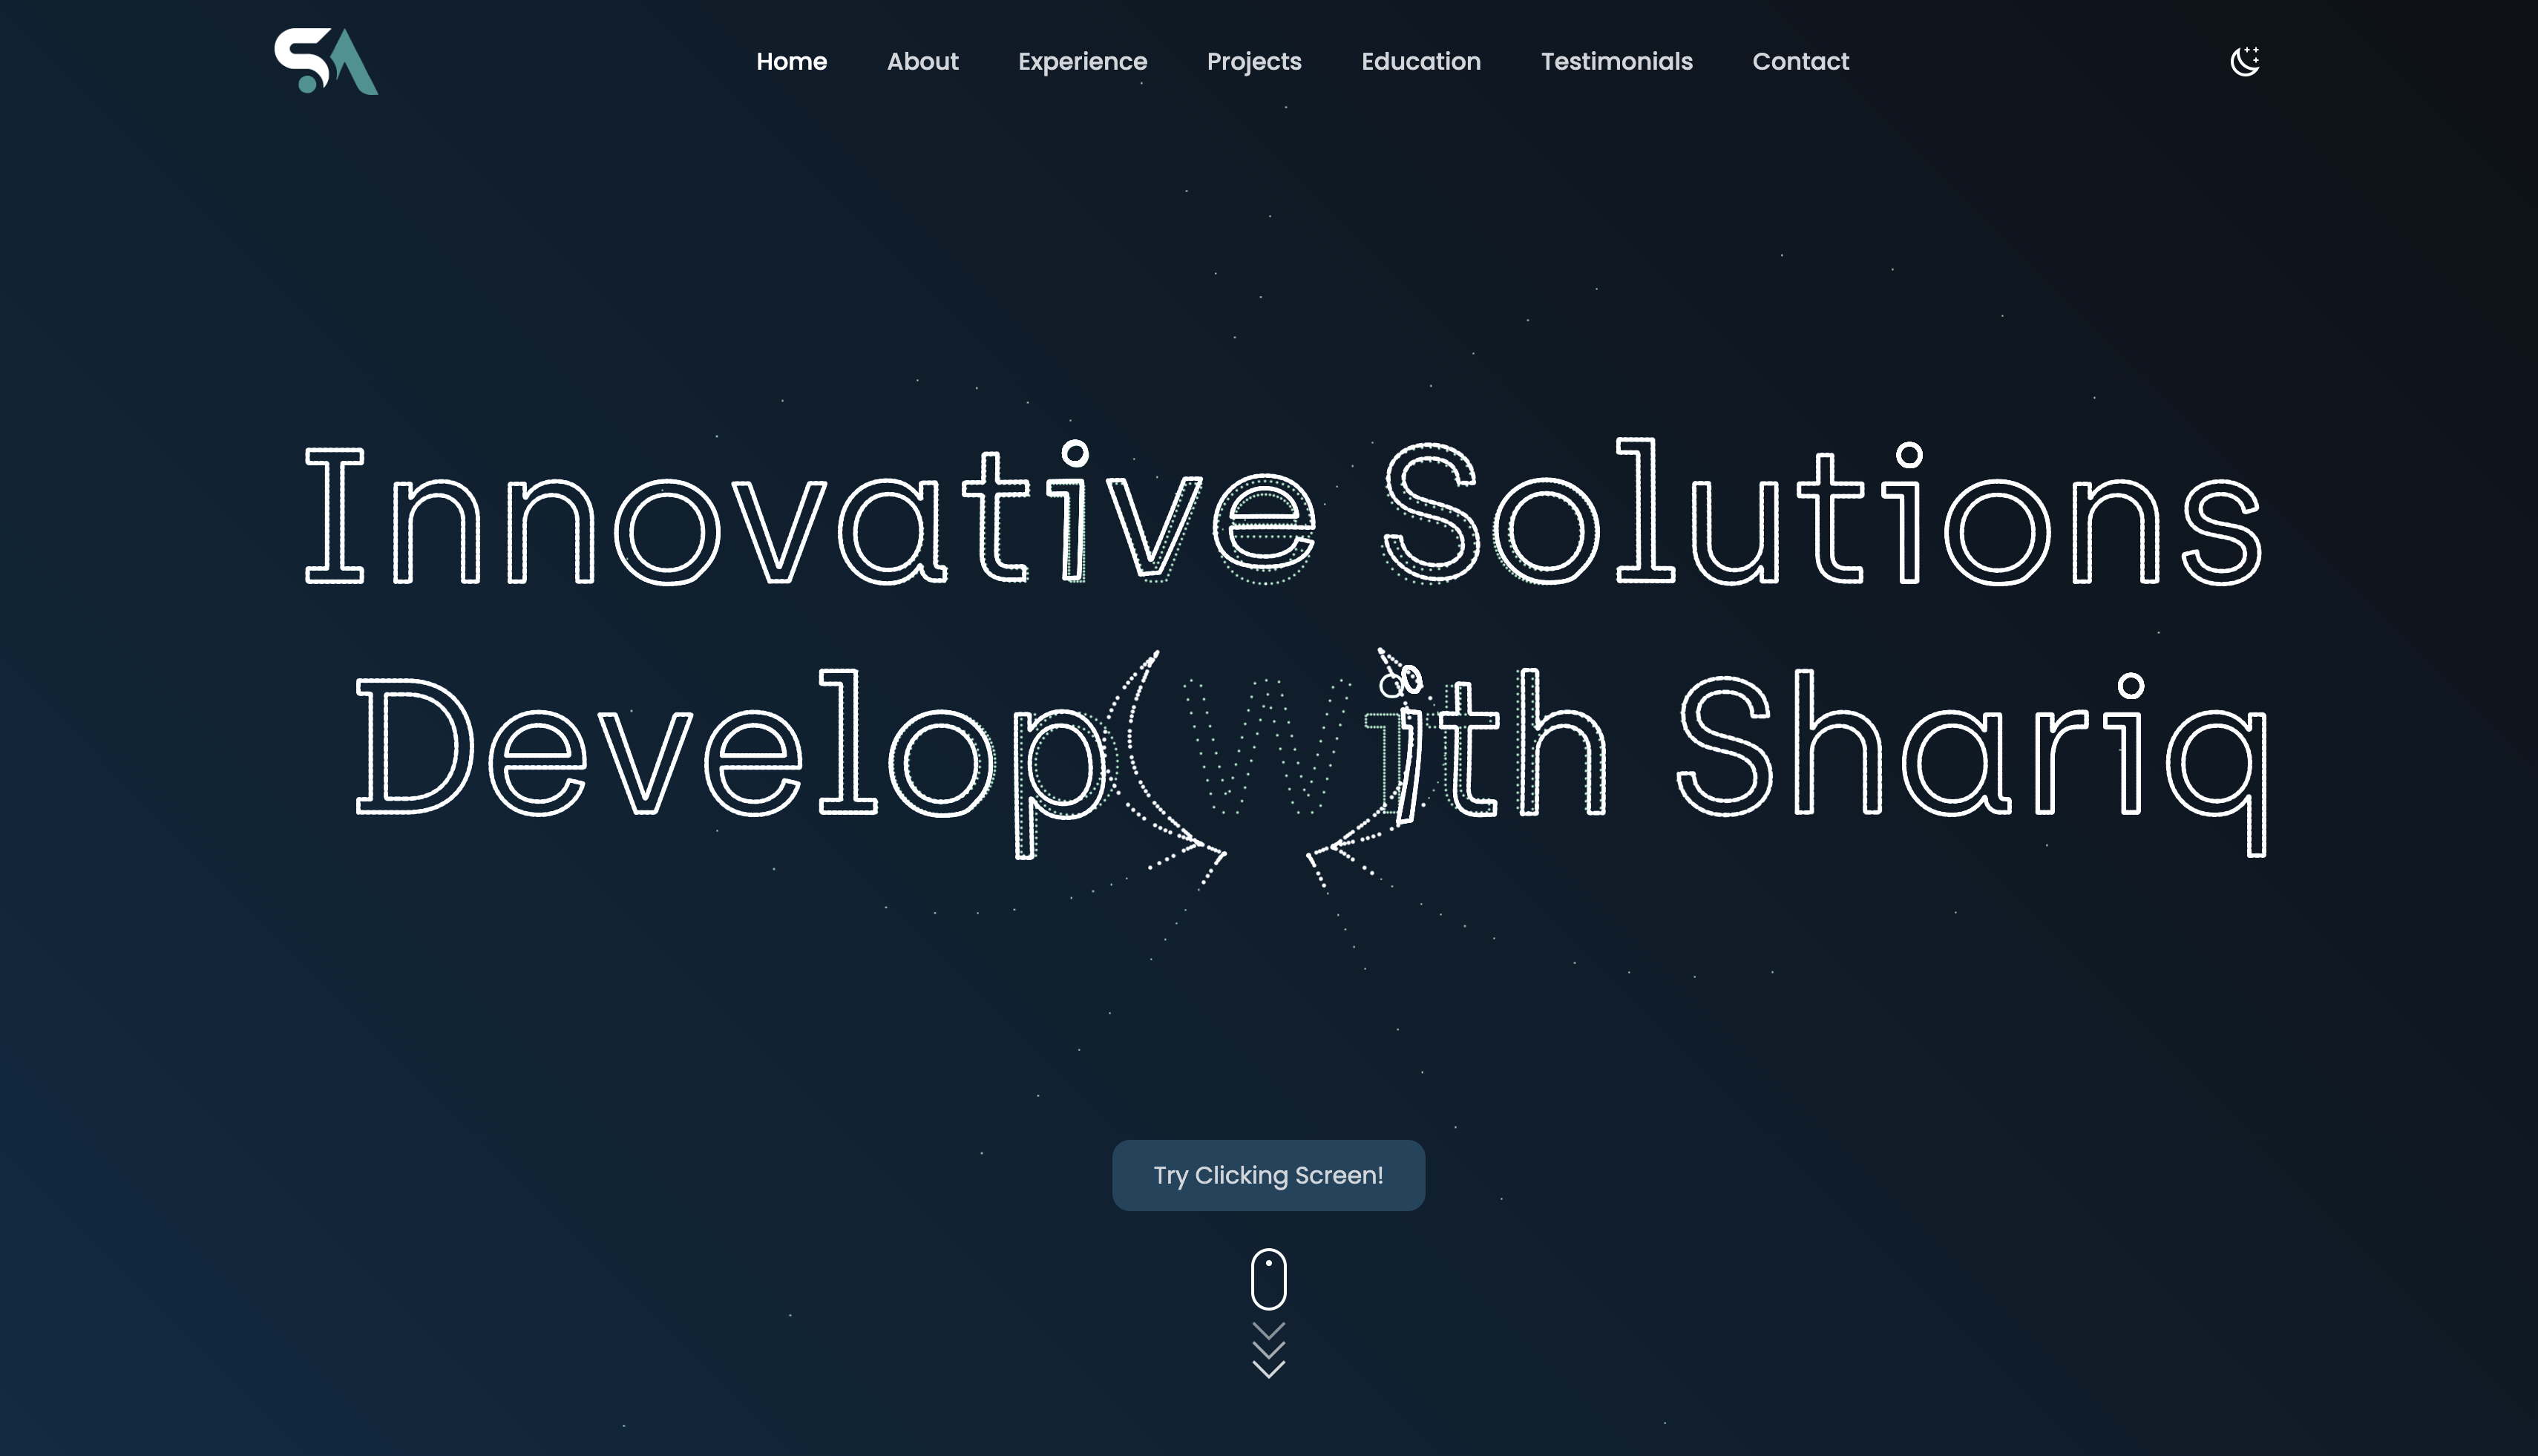 SA
Home About Experience Projects Education Testimonials Contact
Innovative Solutions
Develop With Shariq
Try Clicking Screen!